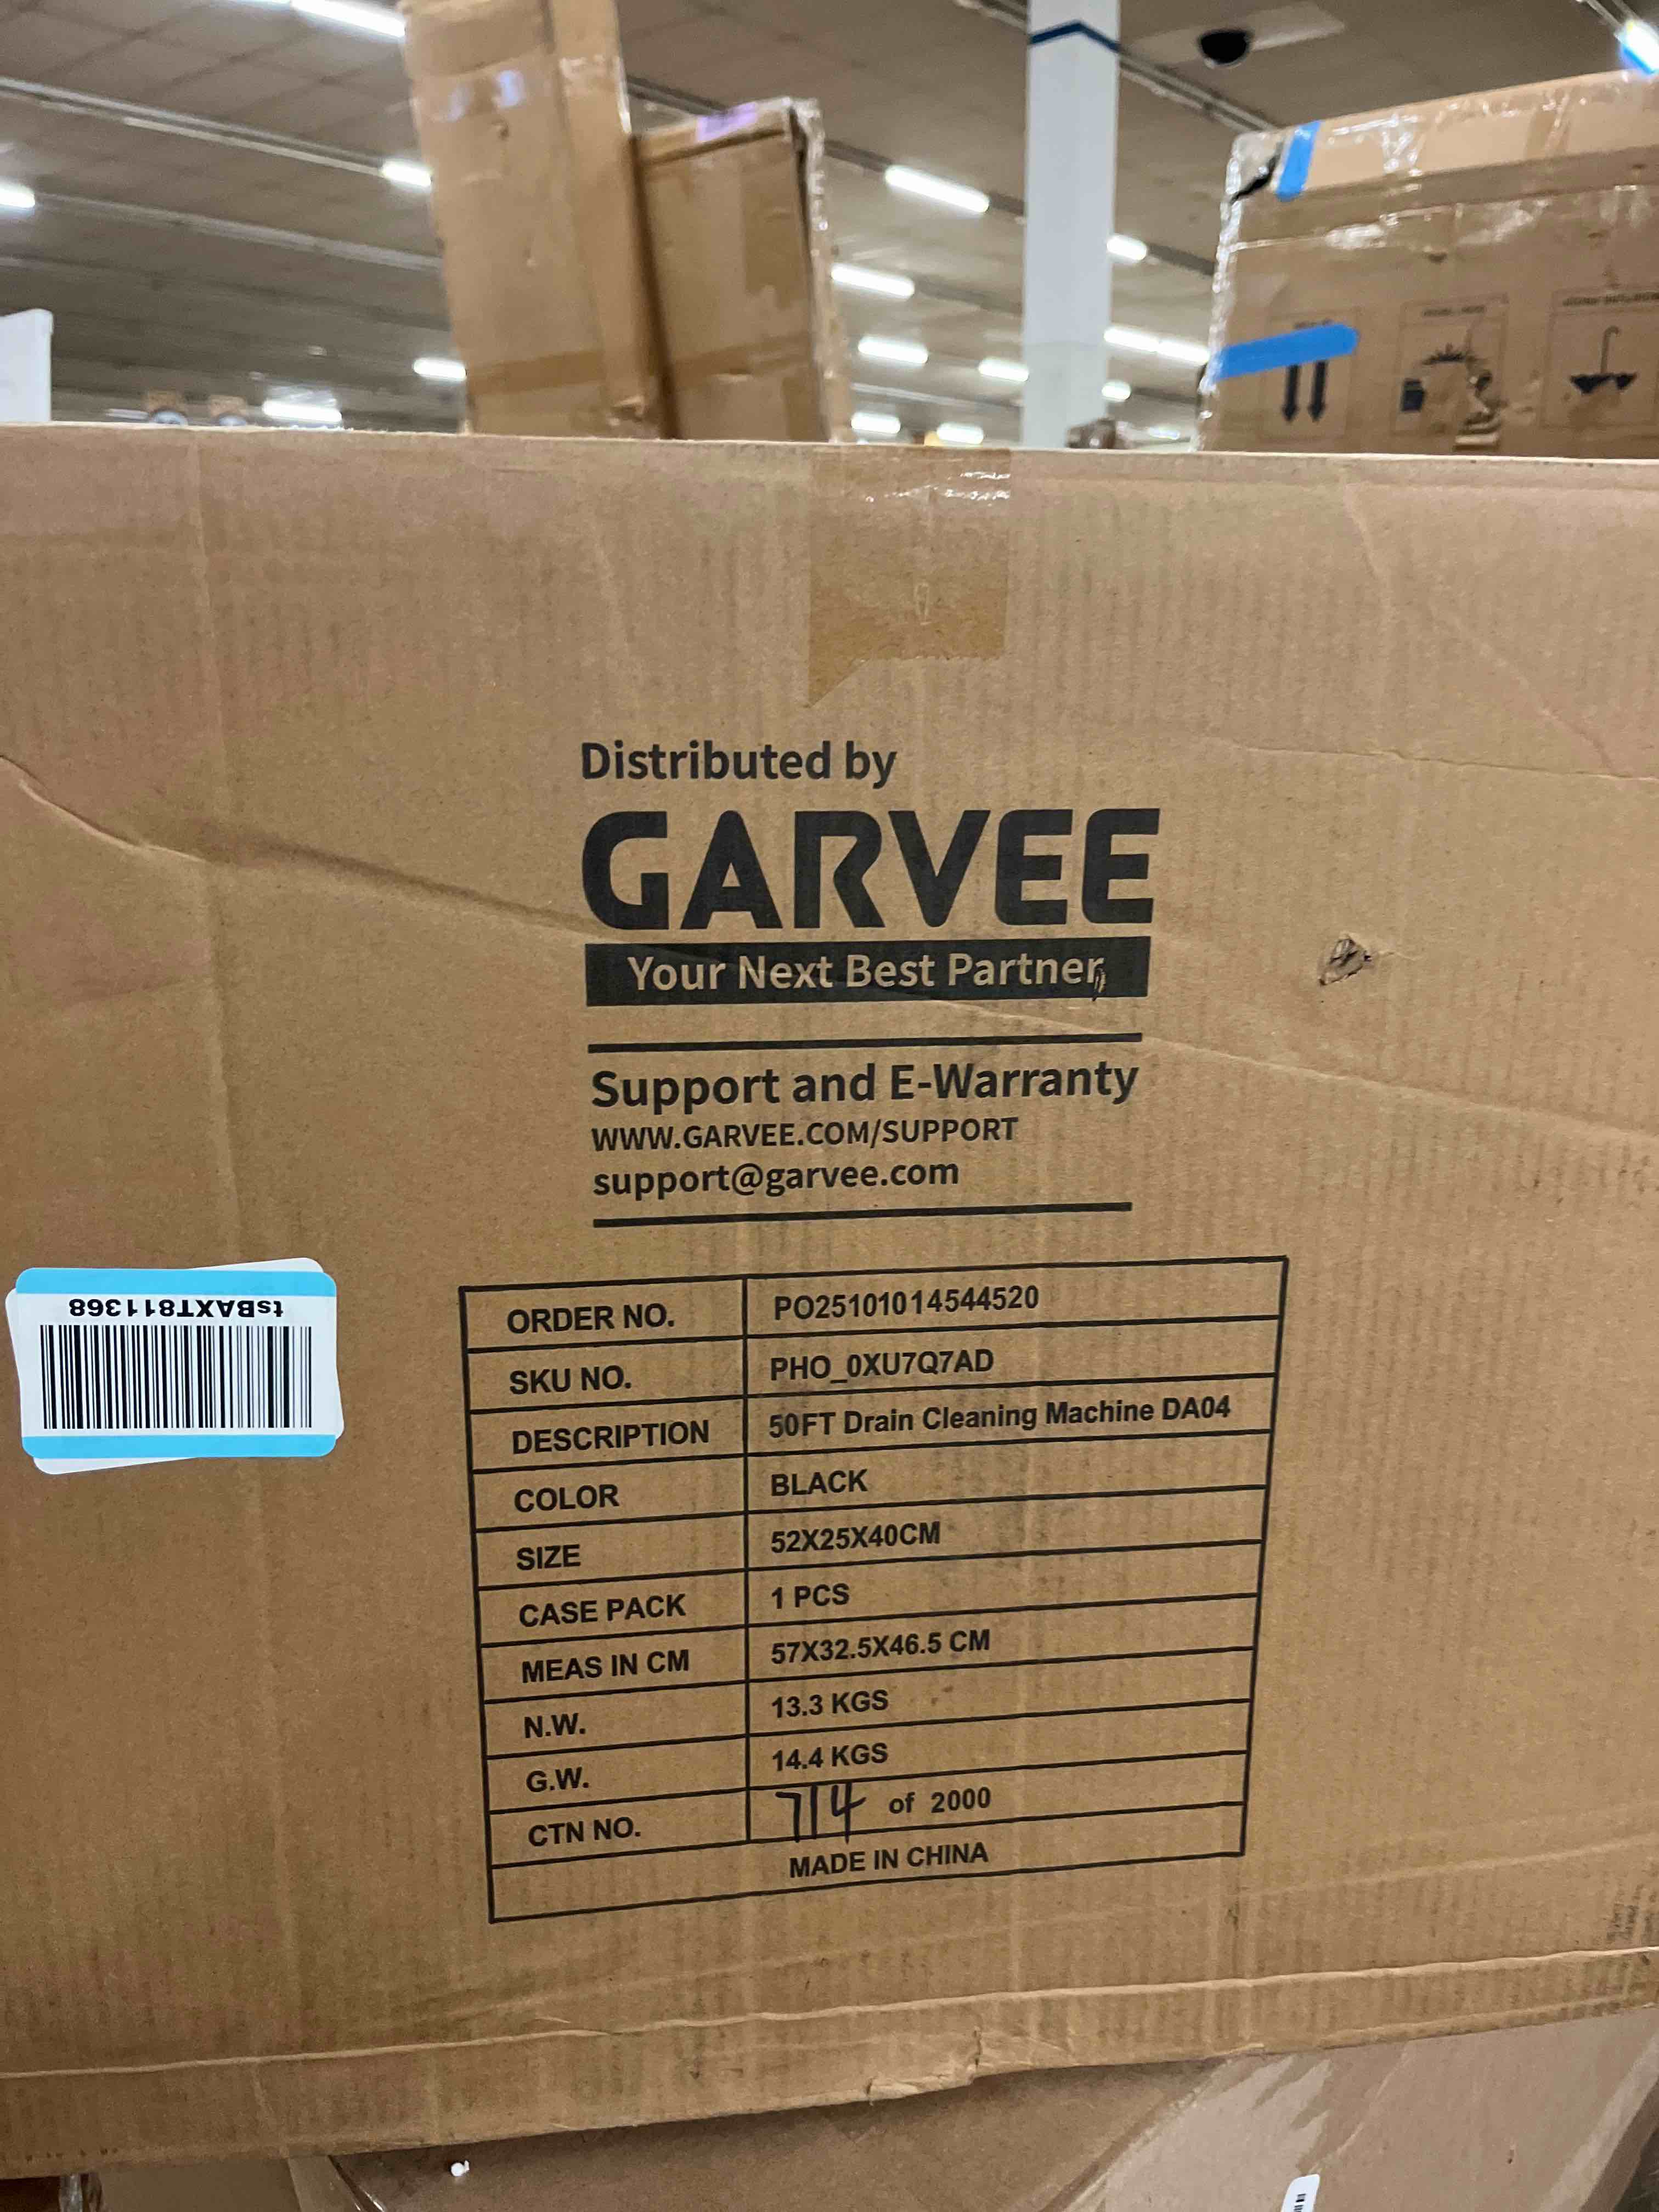 Distributed by
GARVEE
Your Next Best Partner
Support and E-Warranty
WWW.GARVEE.COM/SUPPORT
support@garvee.com
tsBAXT811368
ORDER NO. PO25101014544520
SKU NO. PHO_0XU7Q7AD
DESCRIPTION 50FT Drain Cleaning Machine DA04
COLOR BLACK
SIZE 52X25X40CM
CASE PACK 1 PCS
MEAS IN CM 57X32.5X46.5 CM
N.W. 13.3 KGS
G.W. 14.4 KGS
CTN NO. 714 of 2000
MADE IN CHINA